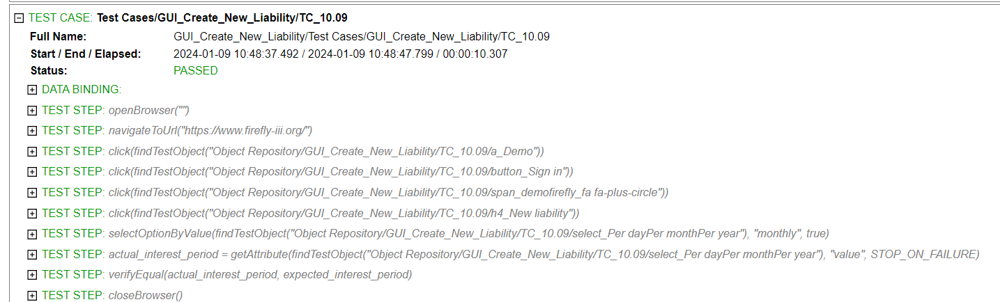 TEST CASE: Test Cases/GUI_Create_New_Liability/TC_10.09
Full Name: GUI_Create_New_Liability/Test Cases/GUI_Create_New_Liability/TC_10.09
Start / End / Elapsed: 2024-01-09 10:48:37.492 / 2024-01-09 10:48:47.799 / 00:00:10.307
Status: PASSED
DATA BINDING:
TEST STEP: openBrowser("")
TEST STEP: navigateToUrl("https://www.firefly-iii.org/")
TEST STEP: click(findTestObject("Object Repository/GUI_Create_New_Liability/TC_10.09/a_Demo"))
TEST STEP: click(findTestObject("Object Repository/GUI_Create_New_Liability/TC_10.09/button_Sign in"))
TEST STEP: click(findTestObject("Object Repository/GUI_Create_New_Liability/TC_10.09/span_demofirefly_fa fa-plus-circle"))
TEST STEP: click(findTestObject("Object Repository/GUI_Create_New_Liability/TC_10.09/h4_New liability"))
TEST STEP: selectOptionByValue(findTestObject("Object Repository/GUI_Create_New_Liability/TC_10.09/select_Per dayPer monthPer year"), "monthly", true)
TEST STEP: actual_interest_period = getAttribute(findTestObject("Object Repository/GUI_Create_New_Liability/TC_10.09/select_Per dayPer monthPer year"), "value", STOP_ON_FAILURE)
TEST STEP: verifyEqual(actual_interest_period, expected_interest_period)
TEST STEP: closeBrowser()